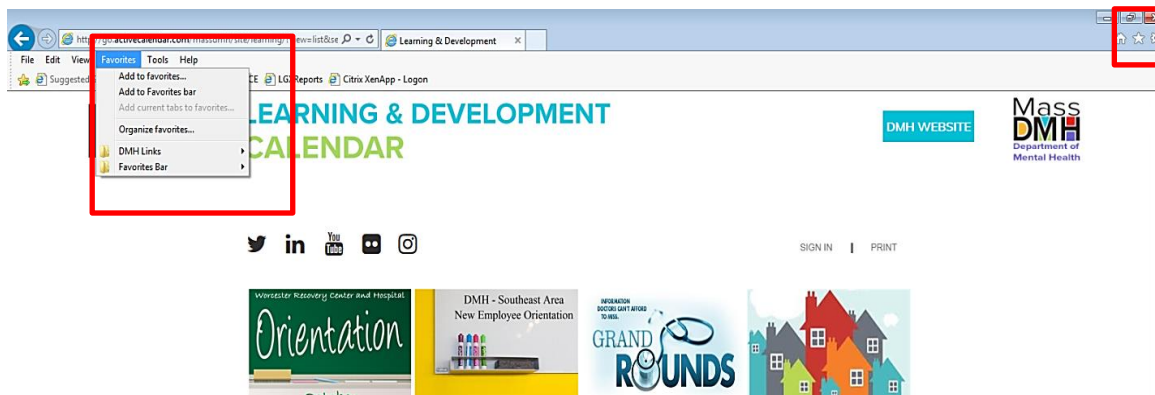 Learning & Development
File Edit View Favorites Tools Help
Suggested
CE LGXReports Citrix XenApp - Logon
Add to favorites...
Add to Favorites bar
Add current tabs to favorites...
Organize favorites...
DMH Links
Favorites Bar
LEARNING & DEVELOPMENT
CALENDAR
DMH WEBSITE
Mass
DMH
Department of
Mental Health
in You
Tube
SIGN IN | PRINT
Worcester Recovery Center and Hospital
Orientation
DMH - Southeast Area
New Employee Orientation
INFORMATION
DOCTORS CAN'T AFFORD
TO MISS.
GRAND
ROUNDS